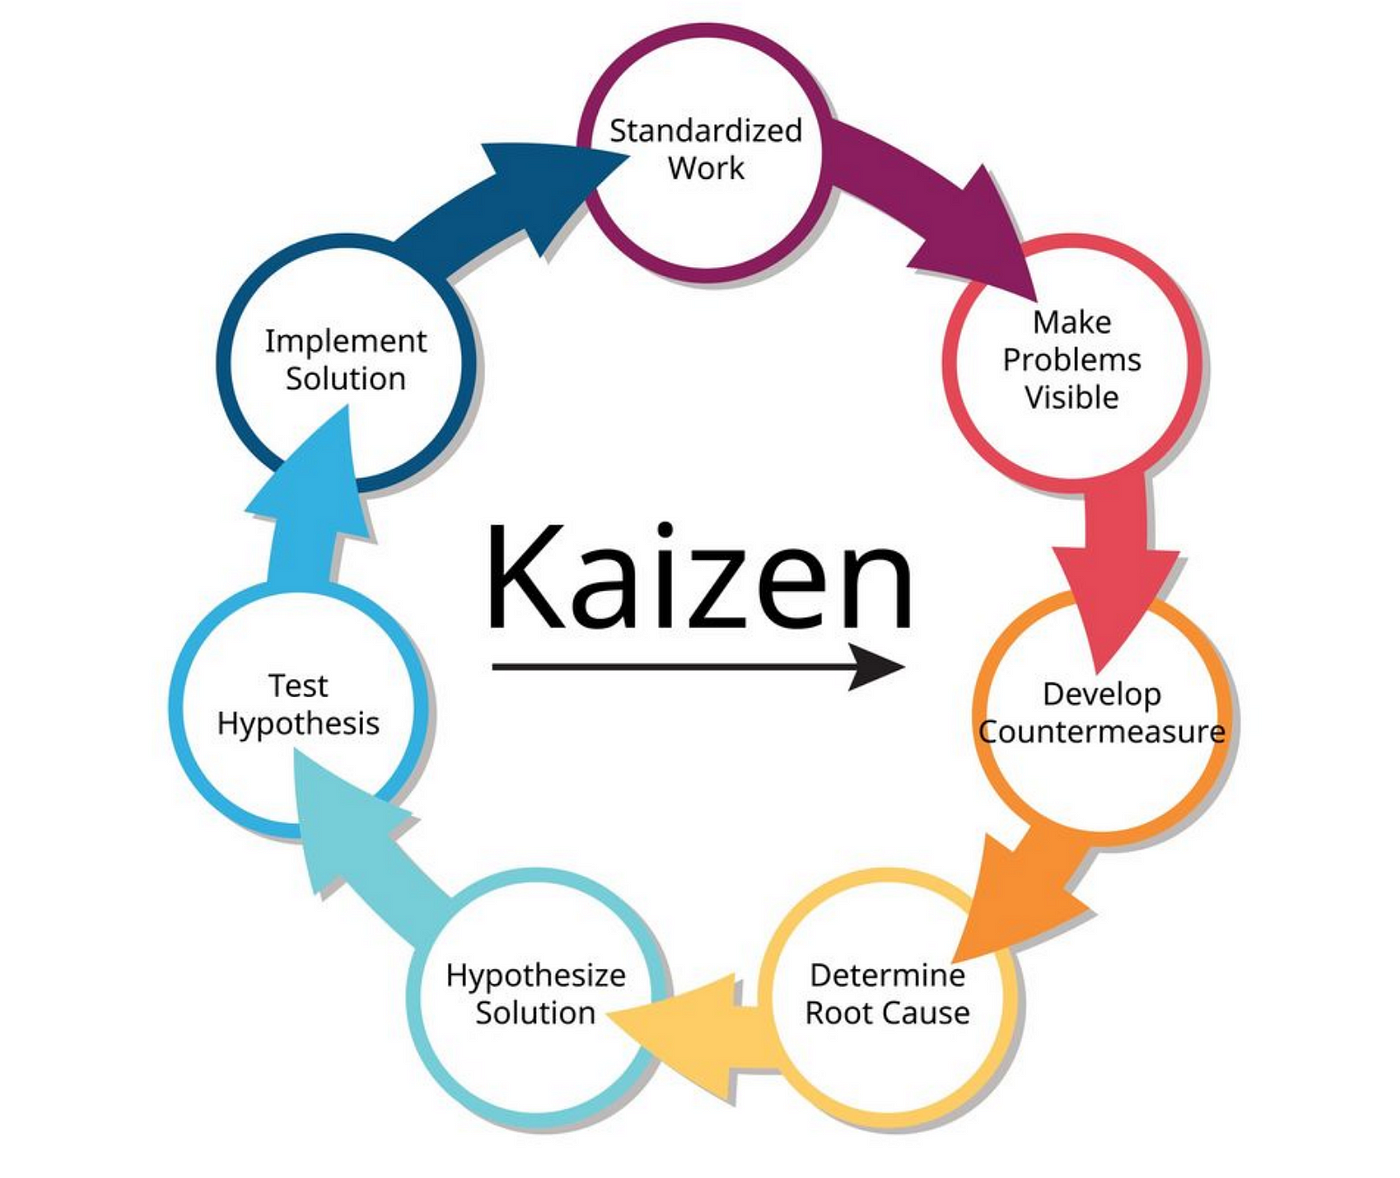 Standardized
Work
Make
Problems
Visible
Develop
Countermeasure
Determine
Root Cause
Hypothesize
Solution
Test
Hypothesis
Implement
Solution
Kaizen